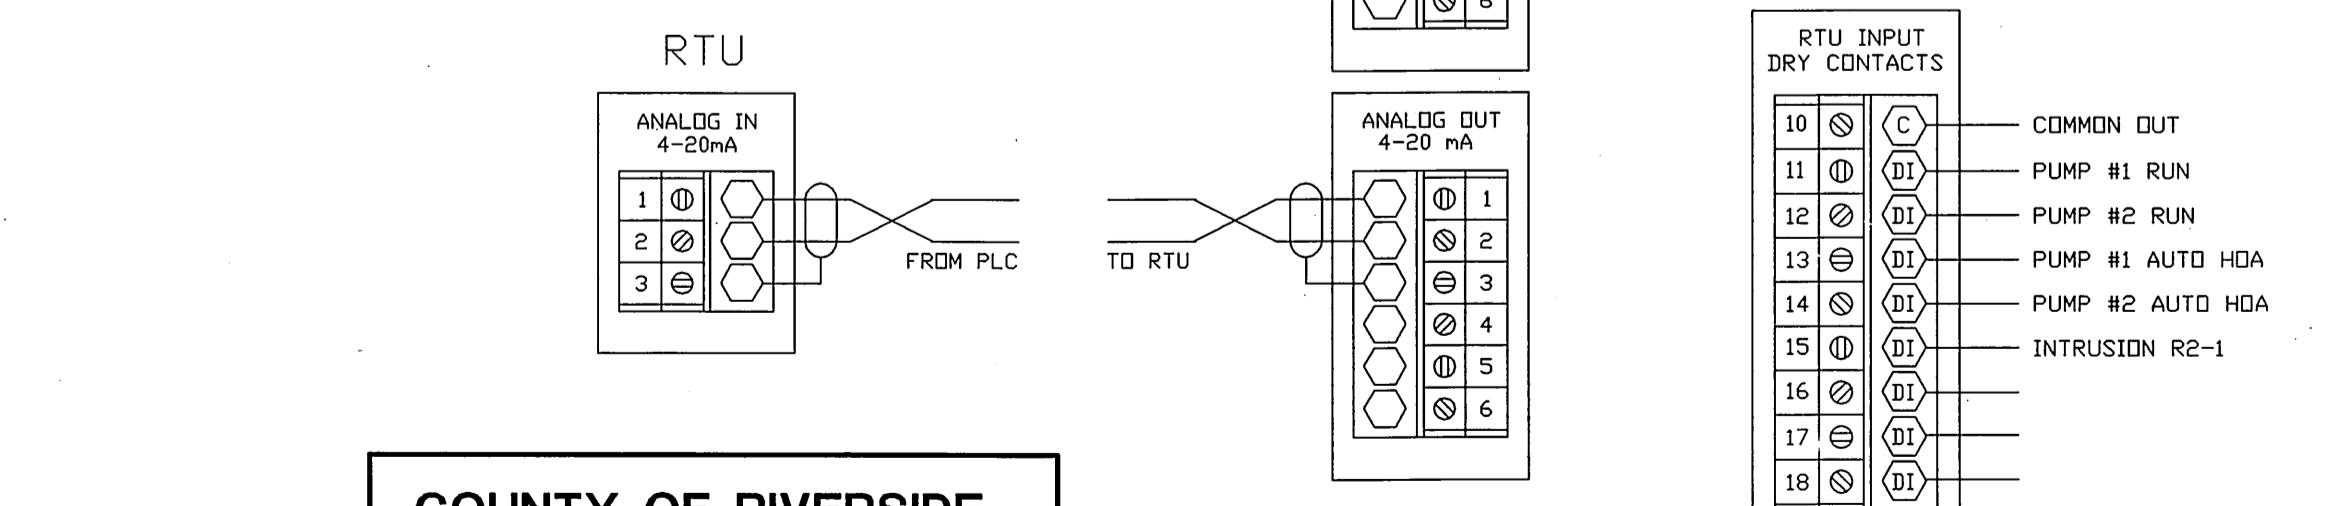 RTU
ANALOG IN
4-20mA
1
2
3
FROM PLC
TO RTU
ANALOG OUT
4-20 mA
1
2
3
4
5
6
RTU INPUT
DRY CONTACTS
10 C COMMON OUT
11 DI PUMP #1 RUN
12 DI PUMP #2 RUN
13 DI PUMP #1 AUTO HOA
14 DI PUMP #2 AUTO HOA
15 DI INTRUSION R2-1
16 DI
17 DI
18 DI
COUNTY OF RIVERSIDE